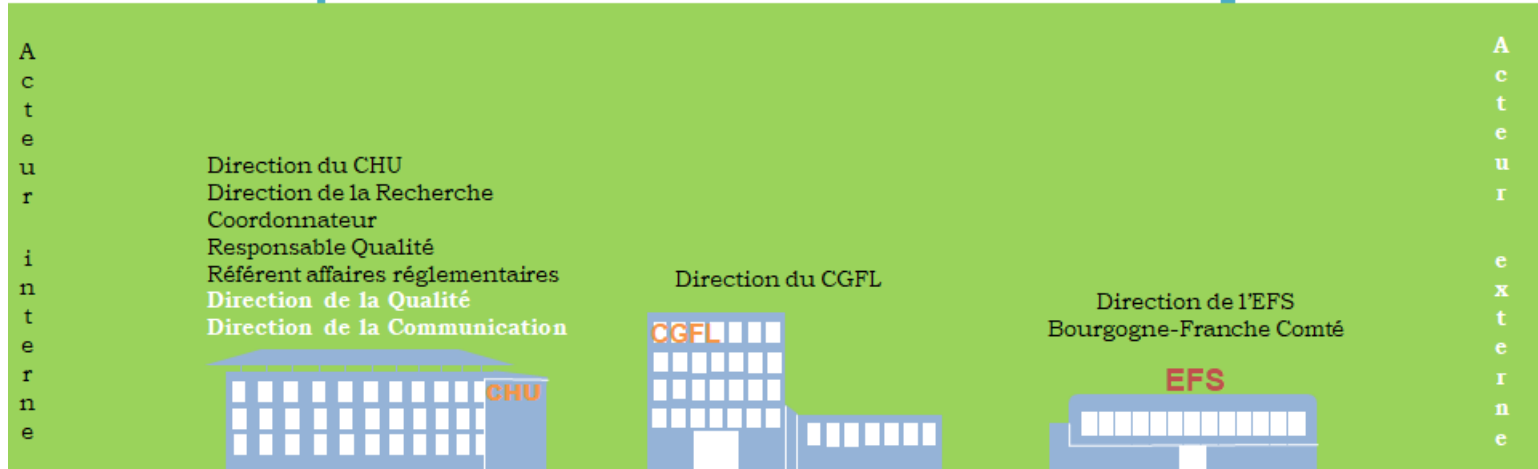 Acteur interne
Direction du CHU
Direction de la Recherche
Coordonnateur
Responsable Qualité
Référent affaires réglementaires
Direction de la Qualité
Direction de la Communication
CHU
Direction du CGFL
CGFL
Direction de l'EFS
Bourgogne-Franche Comté
EFS
Acteur externe